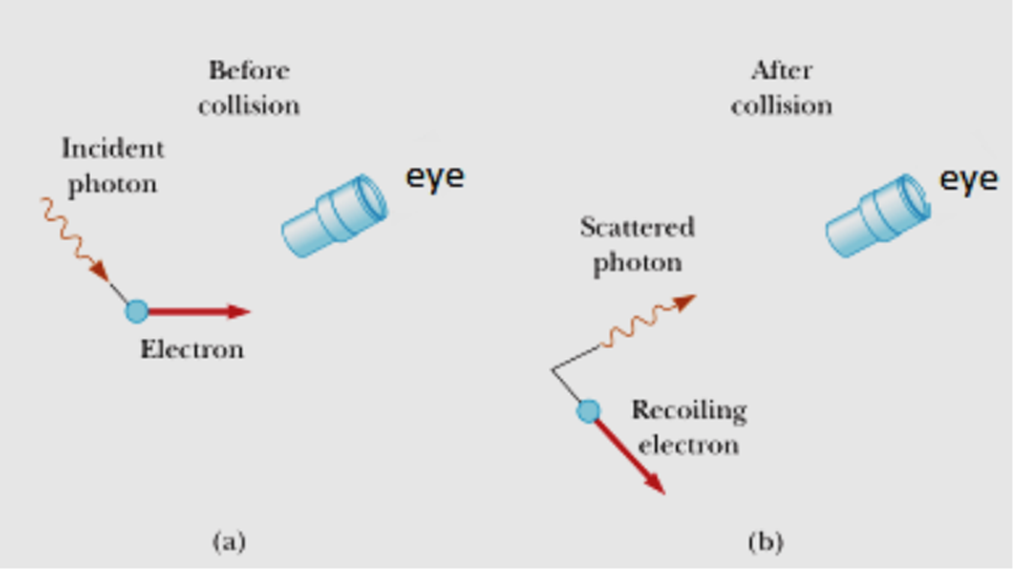 Before
collision
Incident
photon
eye
Electron
(a)
After
collision
eye
Scattered
photon
Recoiling
electron
(b)